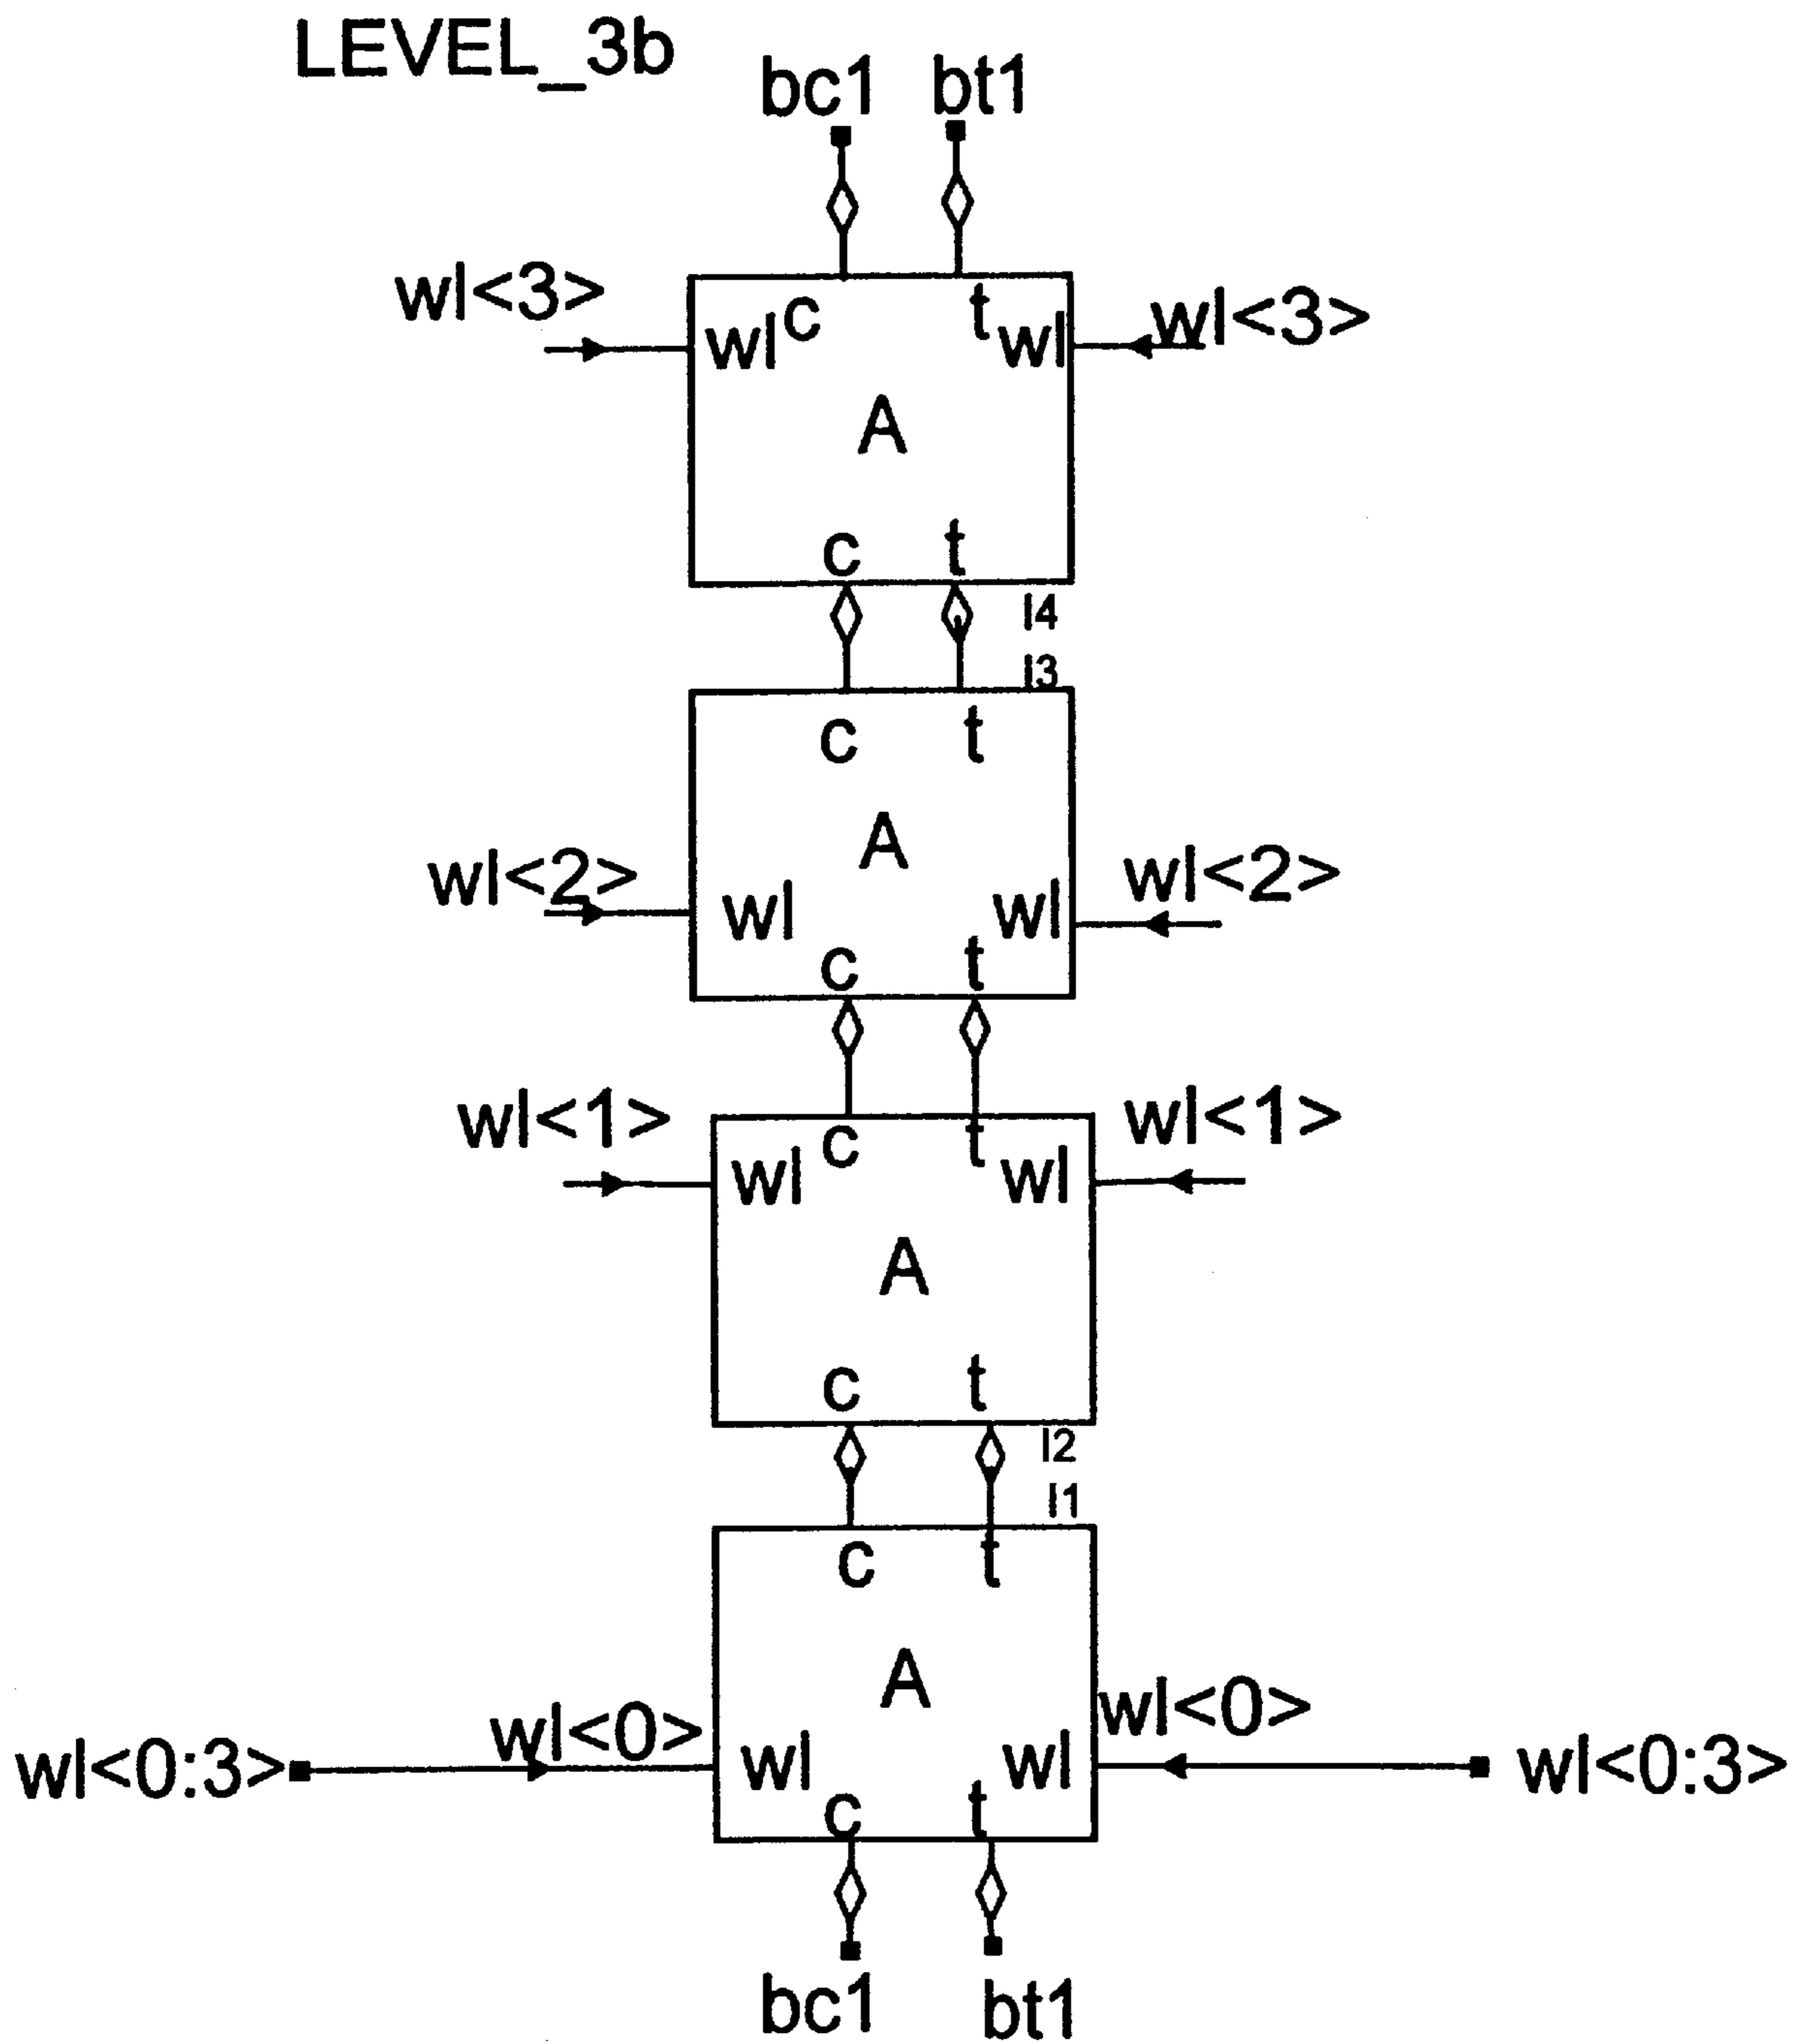 LEVEL_3b
bc1 bt1
wl<3> wl<3>
wl c t wl
A
c t
I4
I3
c t
A
wl<2> wl<2>
wl wl
c t
wl<1> wl<1>
c t
wl wl
A
c t
I2
I1
c t
A
wl<0> wl<0>
wl<0:3> wl wl wl<0:3>
c t
bc1 bt1